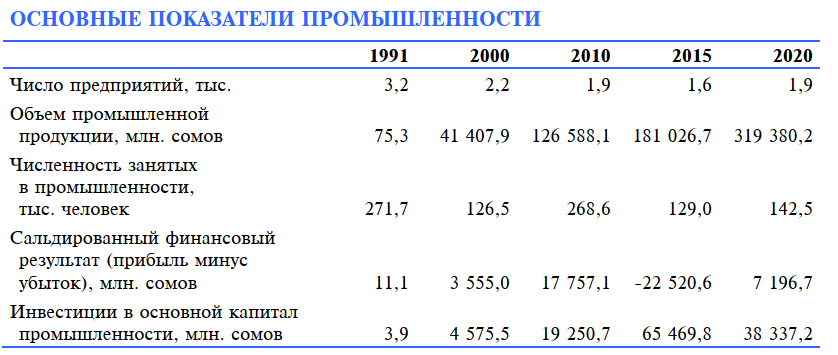 ОСНОВНЫЕ ПОКАЗАТЕЛИ ПРОМЫШЛЕННОСТИ
1991 2000 2010 2015 2020
Число предприятий, тыс. 3,2 2,2 1,9 1,6 1,9
Объем промышленной
продукции, млн. сомов 75,3 41 407,9 126 588,1 181 026,7 319 380,2
Численность занятых
в промышленности,
тыс. человек 271,7 126,5 268,6 129,0 142,5
Сальдированный финансовый
результат (прибыль минус
убыток), млн. сомов 11,1 3 555,0 17 757,1 -22 520,6 7 196,7
Инвестиции в основной капитал
промышленности, млн. сомов 3,9 4 575,5 19 250,7 65 469,8 38 337,2